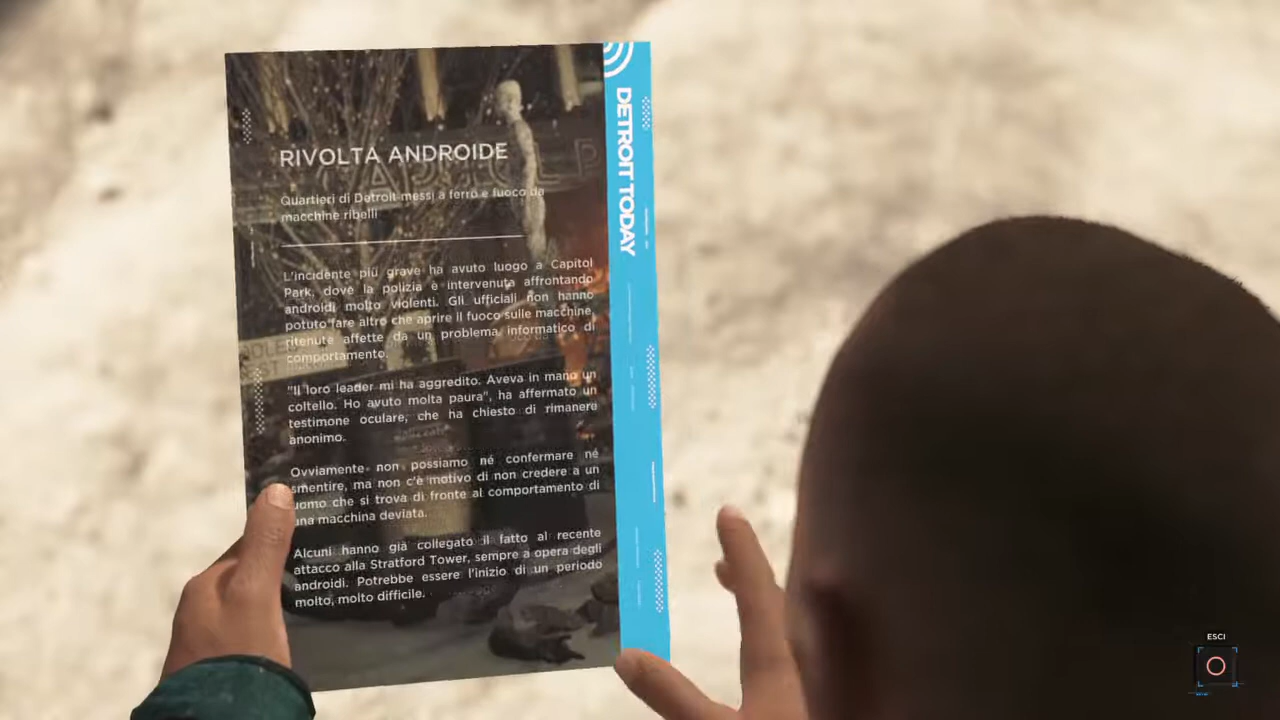 RIVOLTA ANDROIDE
Quartieri di Detroit messi a ferro e fuoco da
macchine ribelli
L'incidente più grave ha avuto luogo a Capitol
Park, dove la polizia è intervenuta affrontando
androidi molto violenti. Gli ufficiali non hanno
potuto fare altro che aprire il fuoco sulle macchine,
ritenute affette da un problema informatico di
comportamento.
"Il loro leader mi ha aggredito. Aveva in mano un
coltello. Ho avuto molta paura", ha affermato un
testimone oculare, che ha chiesto di rimanere
anonimo.
Ovviamente non possiamo né confermare né
smentire, ma non c'è motivo di non credere a un
uomo che si trova di fronte al comportamento di
una macchina deviata.
Alcuni hanno già collegato il fatto al recente
attacco alla Stratford Tower, sempre a opera degli
androidi. Potrebbe essere l'inizio di un periodo
molto, molto difficile.
DETROIT TODAY
ESCI